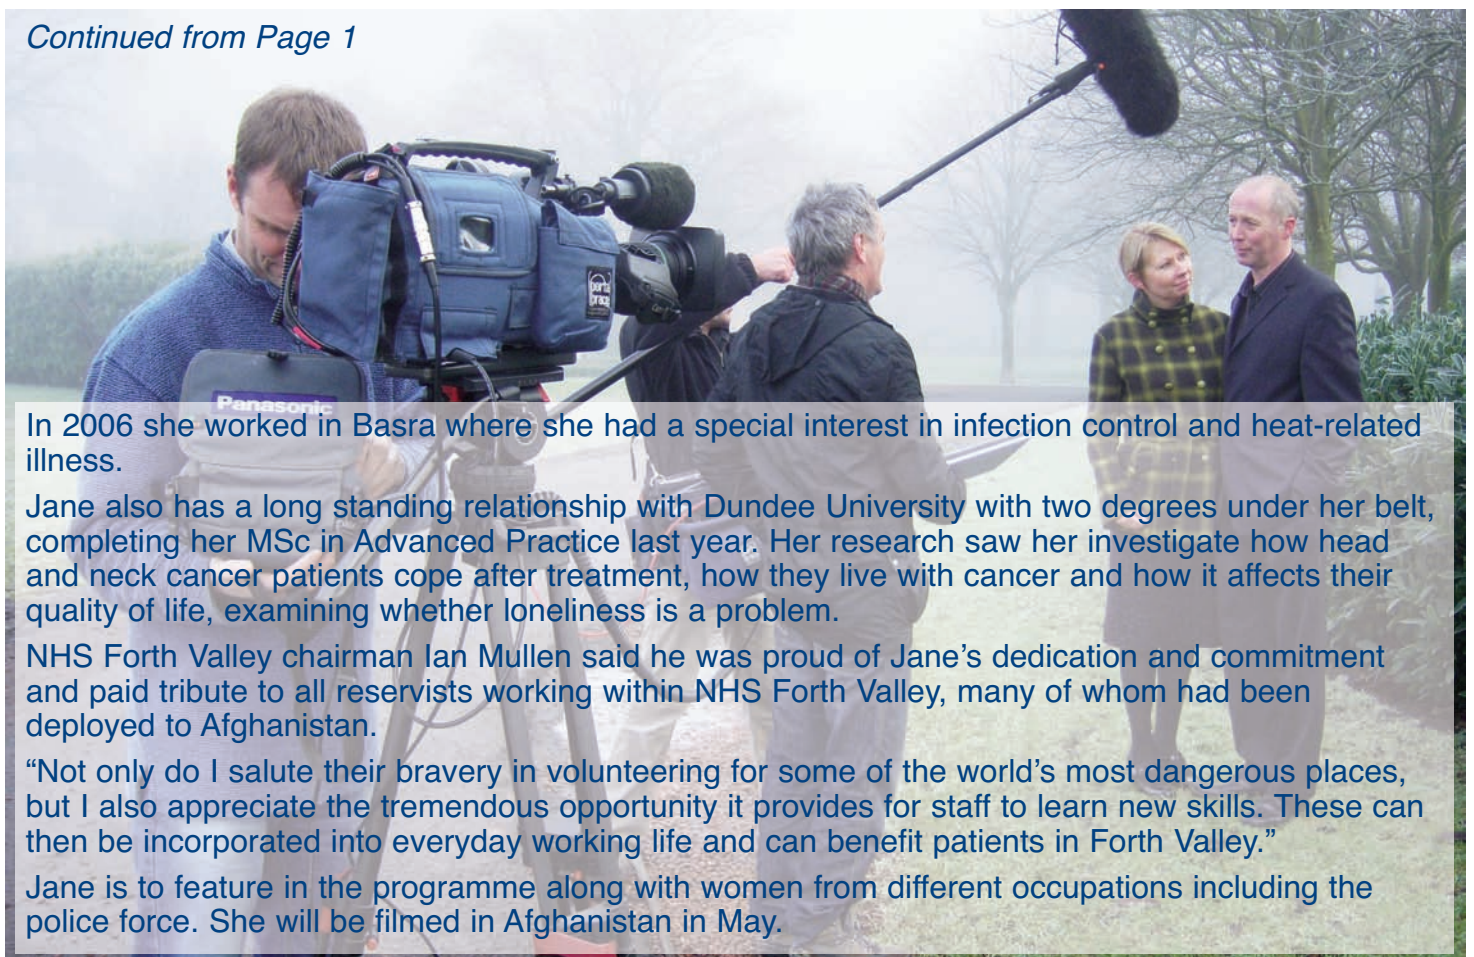 Continued from Page 1
porta
brace
Panasonic
In 2006 she worked in Basra where she had a special interest in infection control and heat-related
illness.
Jane also has a long standing relationship with Dundee University with two degrees under her belt,
completing her MSc in Advanced Practice last year. Her research saw her investigate how head
and neck cancer patients cope after treatment, how they live with cancer and how it affects their
quality of life, examining whether loneliness is a problem.
NHS Forth Valley chairman Ian Mullen said he was proud of Jane’s dedication and commitment
and paid tribute to all reservists working within NHS Forth Valley, many of whom had been
deployed to Afghanistan.
“Not only do I salute their bravery in volunteering for some of the world’s most dangerous places,
but I also appreciate the tremendous opportunity it provides for staff to learn new skills. These can
then be incorporated into everyday working life and can benefit patients in Forth Valley.”
Jane is to feature in the programme along with women from different occupations including the
police force. She will be filmed in Afghanistan in May.